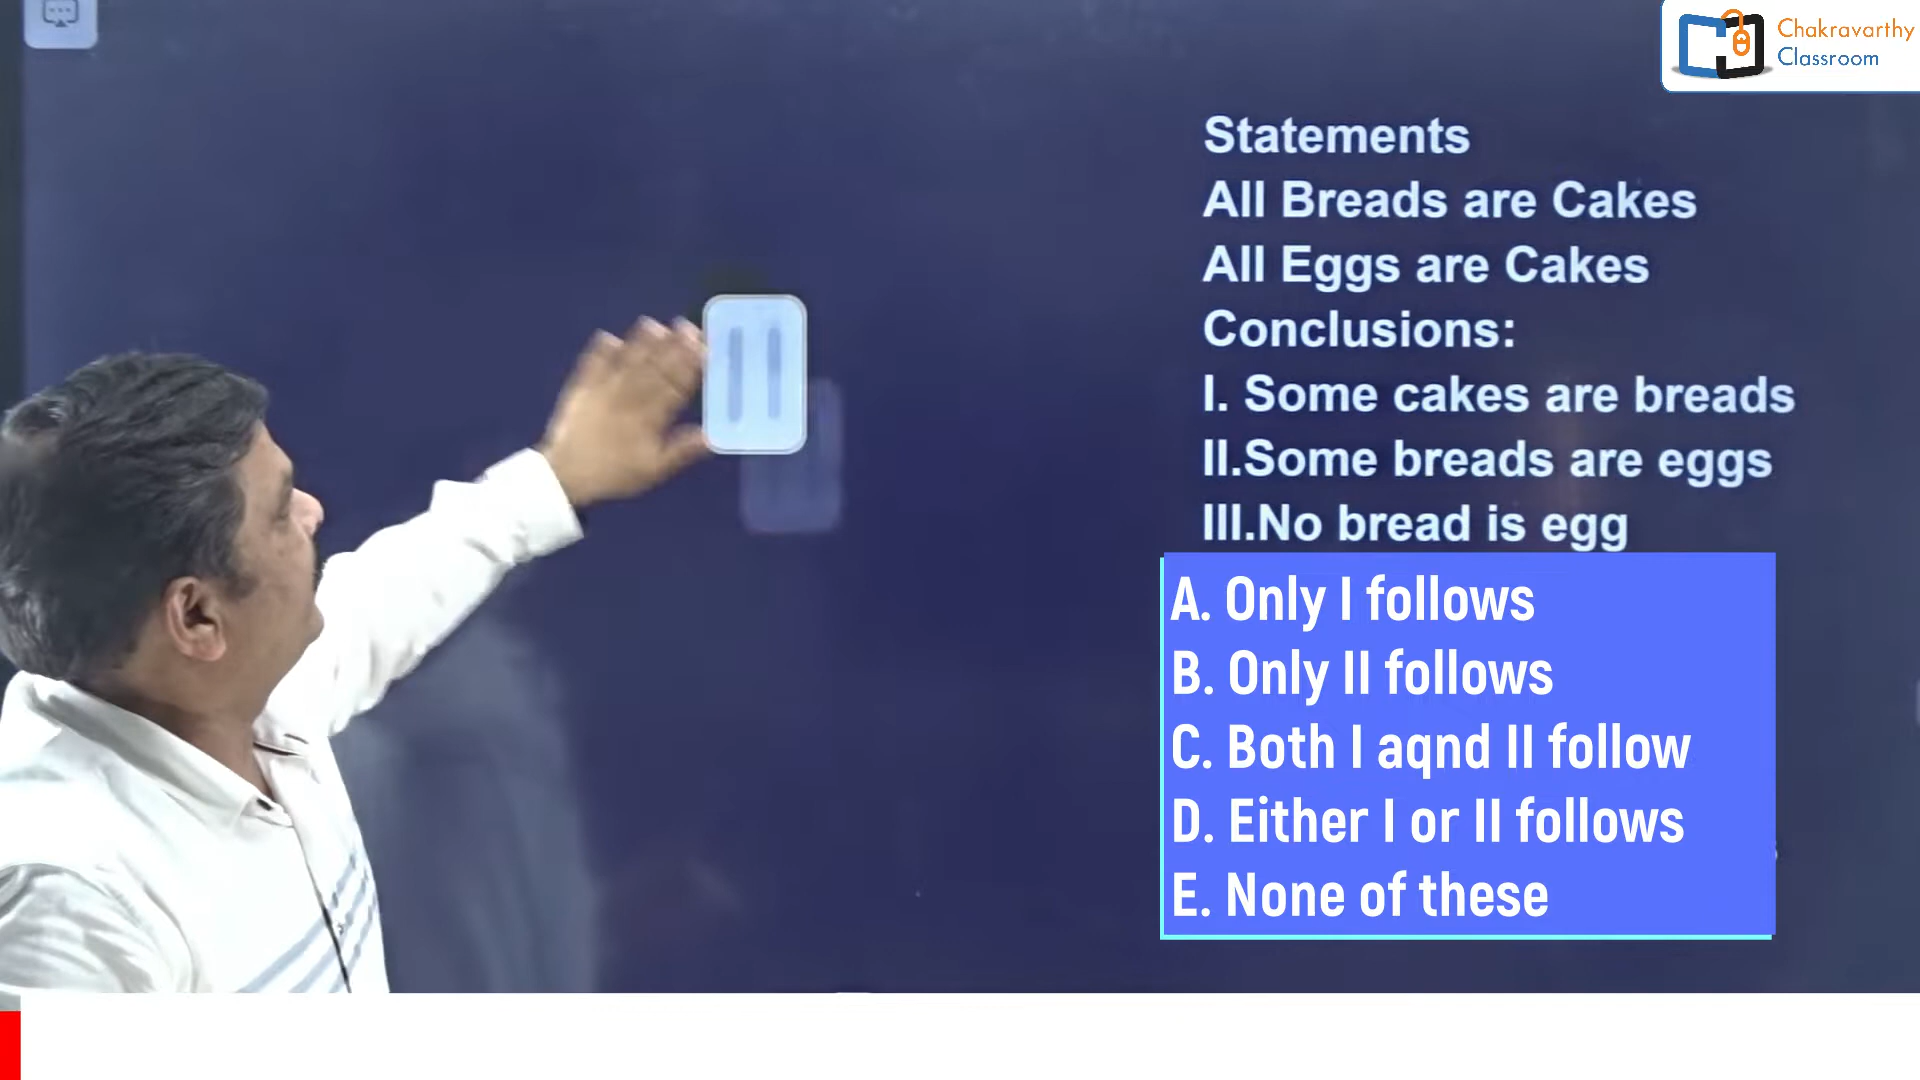 Chakravarthy
Classroom
Statements
All Breads are Cakes
All Eggs are Cakes
Conclusions:
I. Some cakes are breads
II.Some breads are eggs
III.No bread is egg
A. Only I follows
B. Only II follows
C. Both I aqnd II follow
D. Either I or II follows
E. None of these